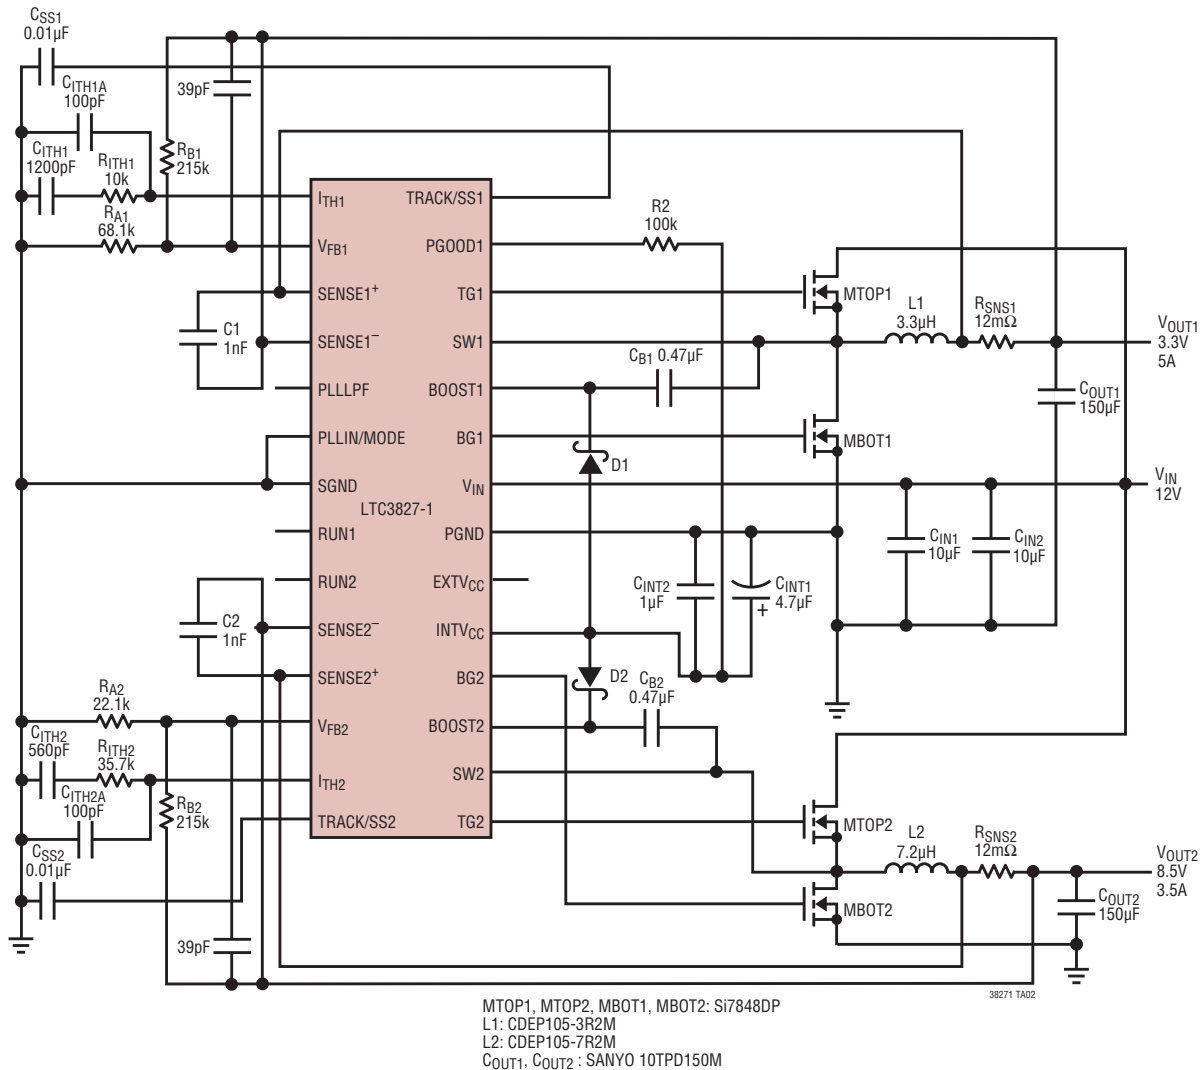 CSS1
0.01µF
CITH1A
100pF
39pF
CITH1
1200pF
RITH1
10k
RB1
215k
RA1
68.1k
ITH1
TRACK/SS1
R2
100k
VFB1
PGOOD1
SENSE1+
TG1
MTOP1
L1
3.3µH
RSNS1
12mΩ
VOUT1
3.3V
5A
C1
1nF
SENSE1–
SW1
CB1 0.47µF
PLLLPF
BOOST1
COUT1
150µF
PLLIN/MODE
BG1
MBOT1
D1
SGND
VIN
VIN
12V
LTC3827-1
RUN1
PGND
CIN1
10µF
CIN2
10µF
RUN2
EXTVCC
CINT2
1µF
CINT1
4.7µF
+
C2
1nF
SENSE2–
INTVCC
SENSE2+
BG2
D2
CB2
0.47µF
RA2
22.1k
VFB2
BOOST2
CITH2
560pF
RITH2
35.7k
ITH2
SW2
CITH2A
100pF
RB2
215k
TRACK/SS2
TG2
MTOP2
L2
7.2µH
RSNS2
12mΩ
VOUT2
8.5V
3.5A
CSS2
0.01µF
MBOT2
COUT2
150µF
39pF
38271 TA02
MTOP1, MTOP2, MBOT1, MBOT2: Si7848DP
L1: CDEP105-3R2M
L2: CDEP105-7R2M
COUT1, COUT2 : SANYO 10TPD150M